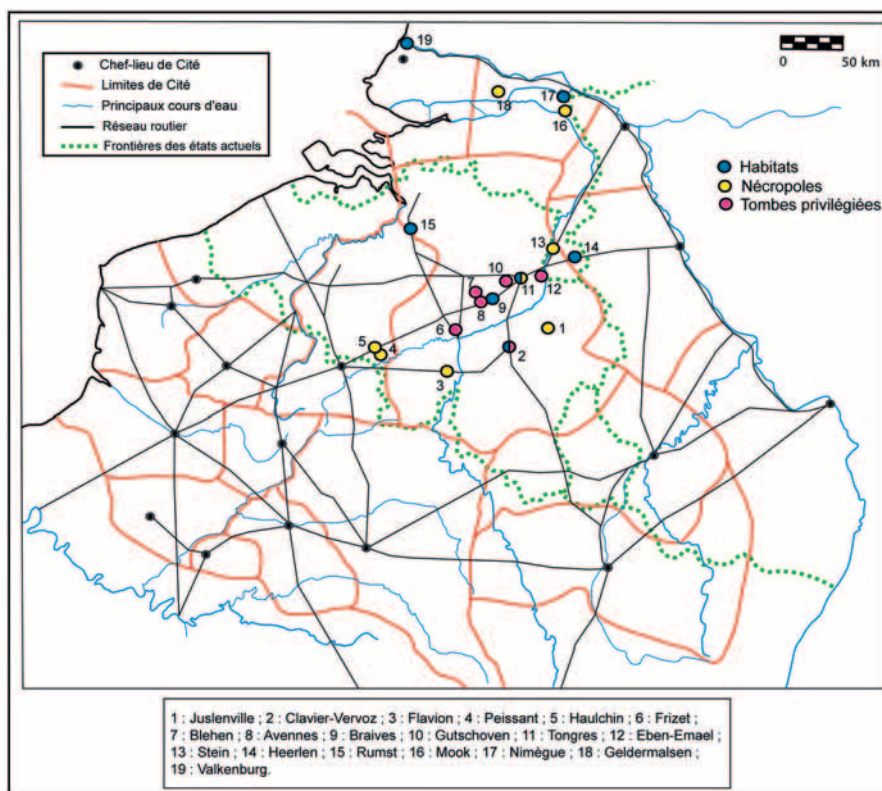 Chef-lieu de Cité
Limites de Cité
Principaux cours d'eau
Réseau routier
Frontières des états actuels
0 50 km
Habitats
Nécropoles
Tombes privilégiées
19
18
17
16
15
13
14
10
11
12
8
9
6
1
5
4
2
3
1 : Juslenville ; 2 : Clavier-Vervoz ; 3 : Flavion ; 4 : Peissant ; 5 : Haulchin ; 6 : Frizet ;
7 : Blehen ; 8 : Avennes ; 9 : Braives ; 10 : Gutschoven ; 11 : Tongres ; 12 : Eben-Emael ;
13 : Stein ; 14 : Heerlen ; 15 : Rumst ; 16 : Mook ; 17 : Nimègue ; 18 : Geldermalsen ;
19 : Valkenburg.